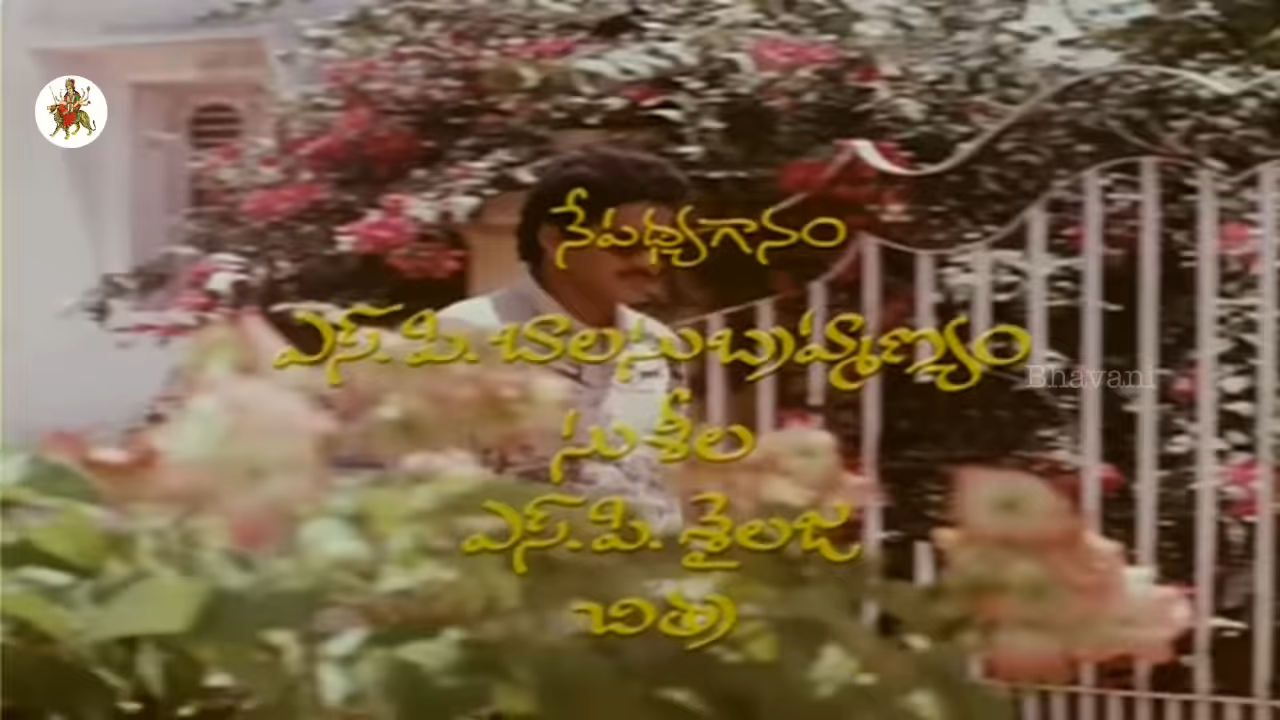 నేపథ్యగానం
ఎస్. పి. బాలసుబ్రహ్మణ్యం
Bhavani
సుశీల
ఎస్. పి. శైలజ
చిత్ర